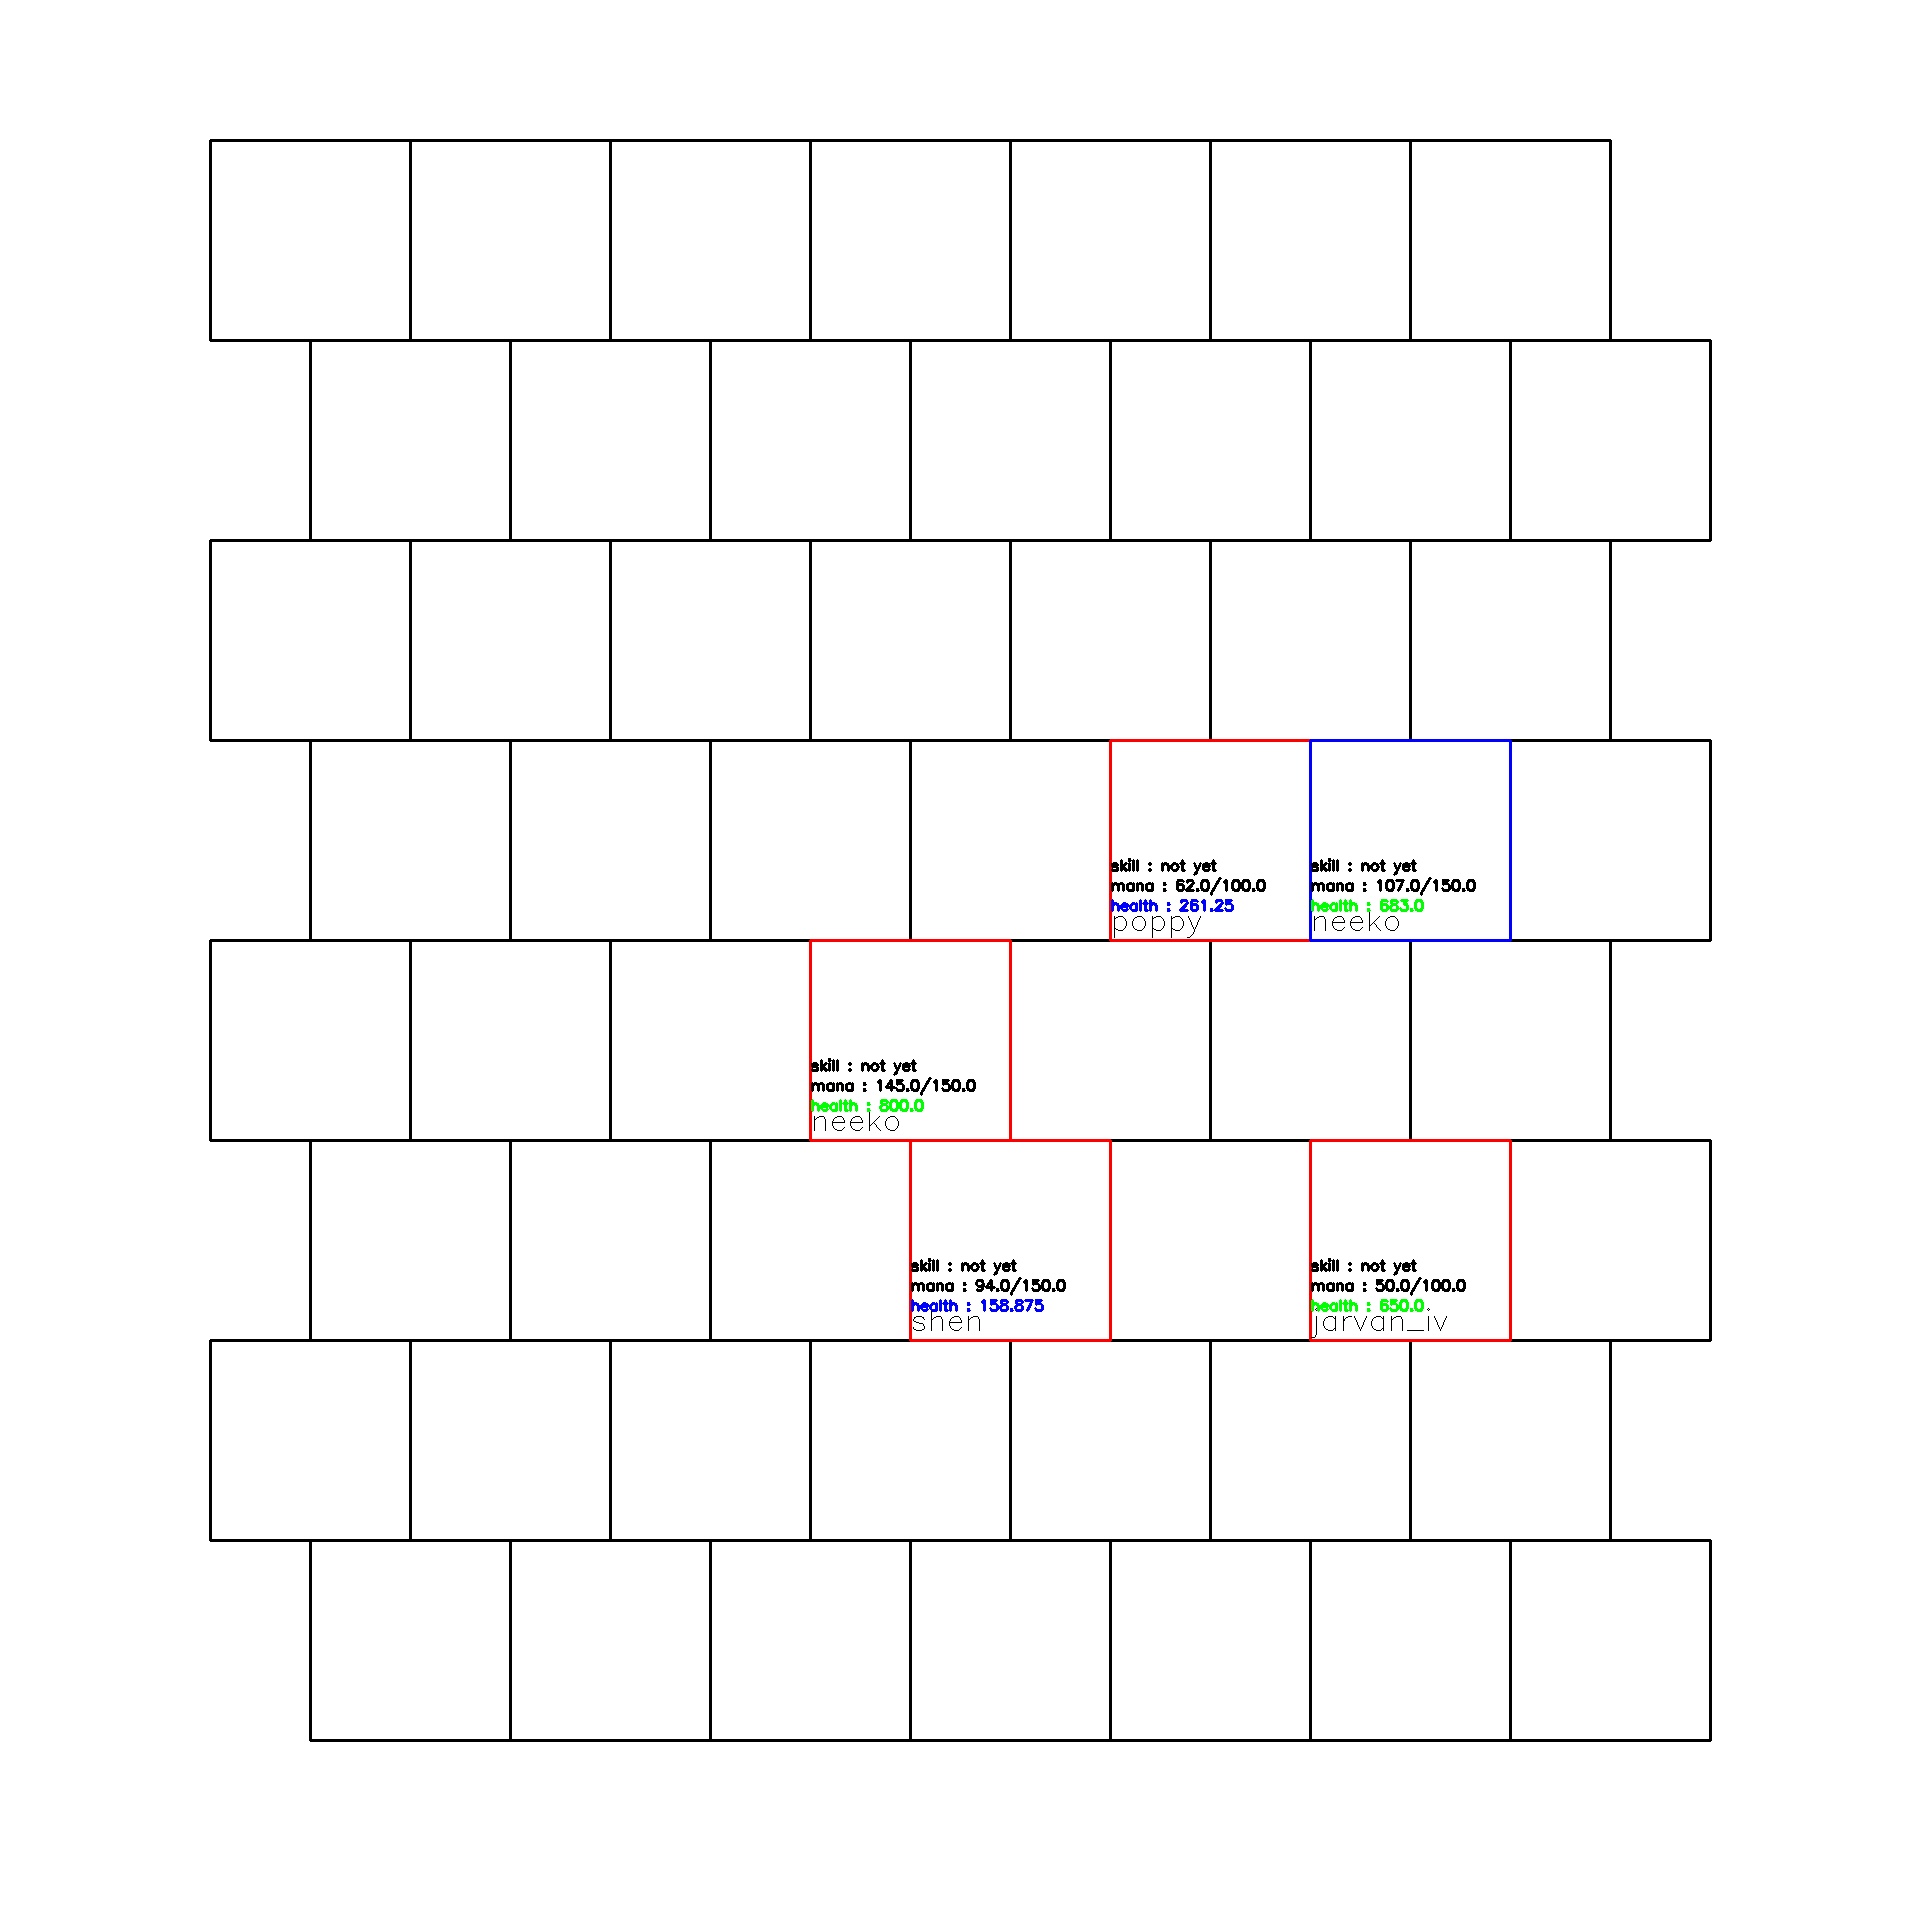 skill : not yet
mana : 62.0/100.0
health : 261.25
poppy
skill : not yet
mana : 107.0/150.0
health : 683.0
neeko
skill : not yet
mana : 145.0/150.0
health : 800.0
neeko
skill : not yet
mana : 94.0/150.0
health : 158.875
shen
skill : not yet
mana : 50.0/100.0
health : 650.0
jarvan_iv